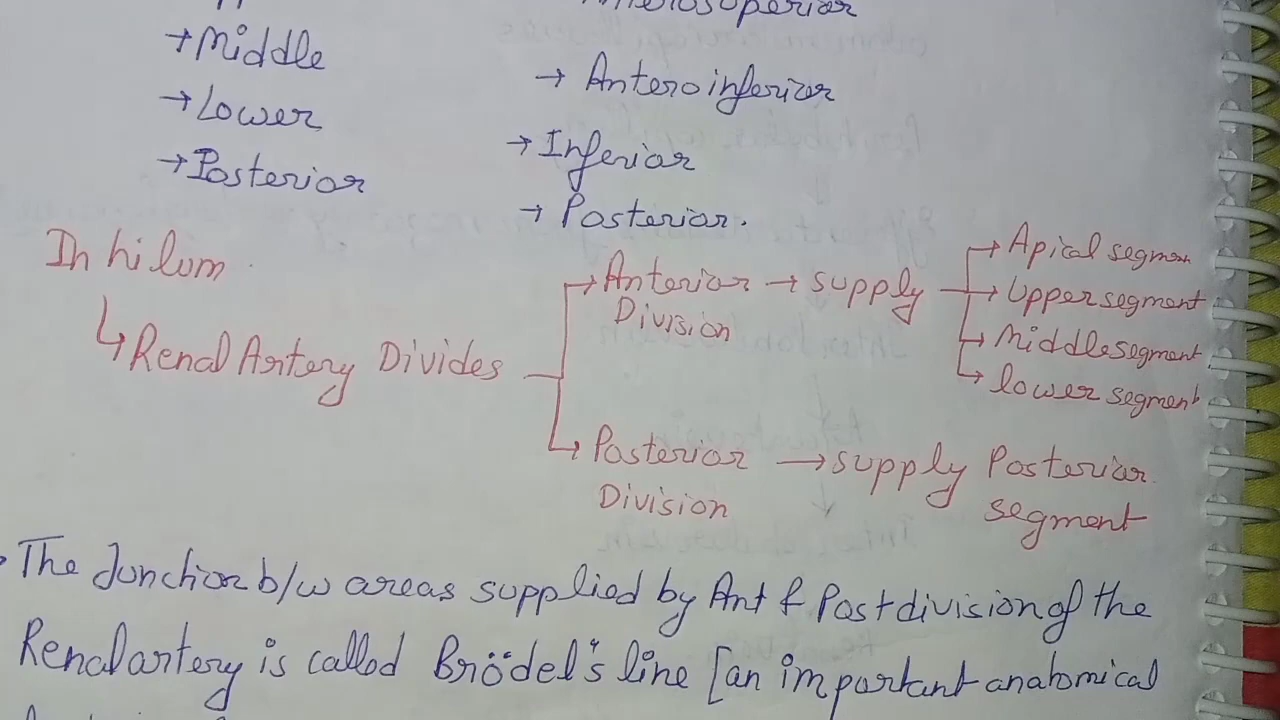 Anterosuperior
→ Middle
→ Anteroinferior
→ Lower
→ Inferior
→ Posterior
→ Posterior.
In hilum
↳ Renal Artery Divides
→ Anterior Division → supply
→ Apical segmen
→ Upper segment
→ Middle segment
→ lower segment
↳ Posterior Division → supply Posterior segment
• The Junction b/w areas supplied by Ant & Post division of the
Renal artery is called Brödel's line [an important anatomical